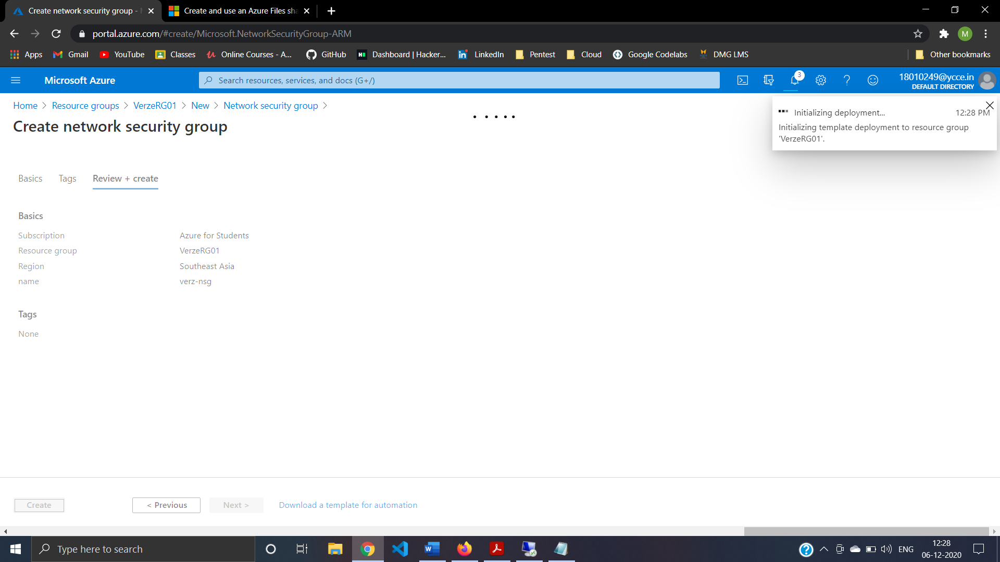 Create network security group - 
Create and use an Azure Files sha
portal.azure.com/#create/Microsoft.NetworkSecurityGroup-ARM
M
Apps
Gmail
YouTube
Classes
Online Courses - A...
GitHub
Dashboard | Hacker...
LinkedIn
Pentest
Cloud
Google Codelabs
DMG LMS
Other bookmarks
Microsoft Azure
Search resources, services, and docs (G+/)
3
18010249@ycce.in
DEFAULT DIRECTORY
Home > Resource groups > VerzeRG01 > New > Network security group >
Create network security group
Initializing deployment...
12:28 PM
Initializing template deployment to resource group
'VerzeRG01'.
Basics Tags Review + create
Basics
Subscription Azure for Students
Resource group VerzeRG01
Region Southeast Asia
name verz-nsg
Tags
None
Create
< Previous
Next >
Download a template for automation
Type here to search
ENG
12:28
06-12-2020